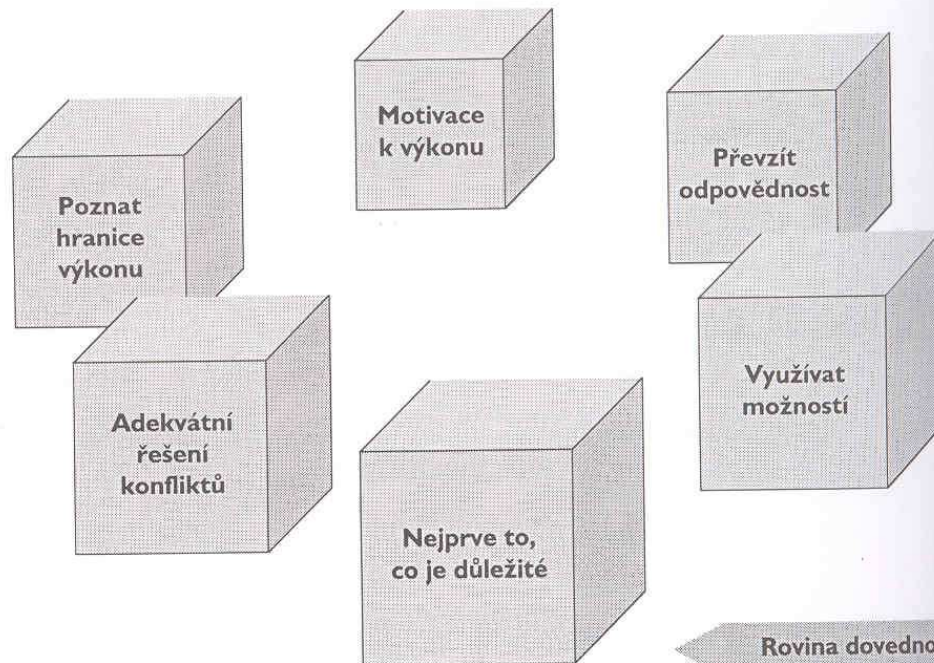 Motivace
k výkonu
Převzít
odpovědnost
Poznat
hranice
výkonu
Využívat
možností
Adekvátní
řešení
konfliktů
Nejprve to,
co je důležité
Rovina dovedno